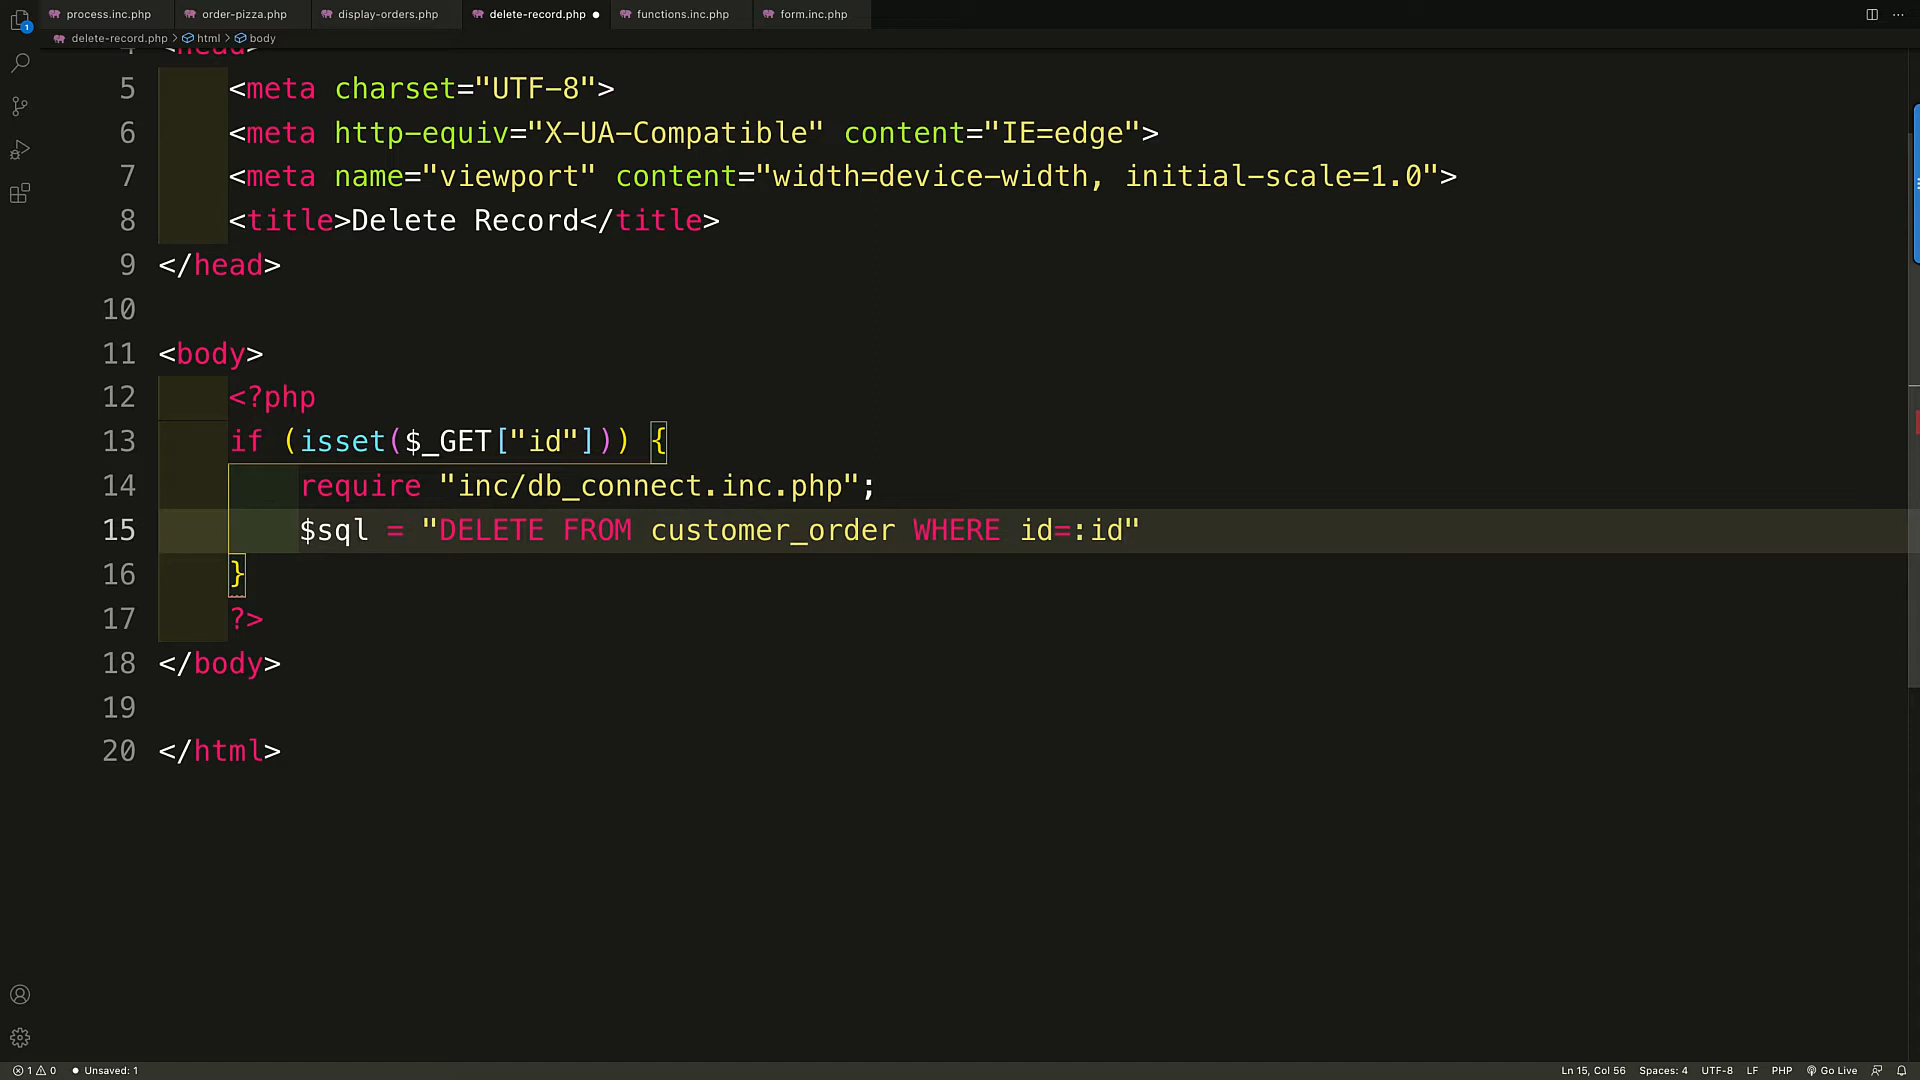 process.inc.php order-pizza.php display-orders.php delete-record.php functions.inc.php form.inc.php
delete-record.php > html > body
4 <head>
5 <meta charset="UTF-8">
6 <meta http-equiv="X-UA-Compatible" content="IE=edge">
7 <meta name="viewport" content="width=device-width, initial-scale=1.0">
8 <title>Delete Record</title>
9 </head>
10
11 <body>
12 <?php
13 if (isset($_GET["id"])) {
14 require "inc/db_connect.inc.php";
15 $sql = "DELETE FROM customer_order WHERE id=:id"
16 }
17 ?>
18 </body>
19
20 </html>
1
1 0 Unsaved: 1 Ln 15, Col 56 Spaces: 4 UTF-8 LF PHP Go Live